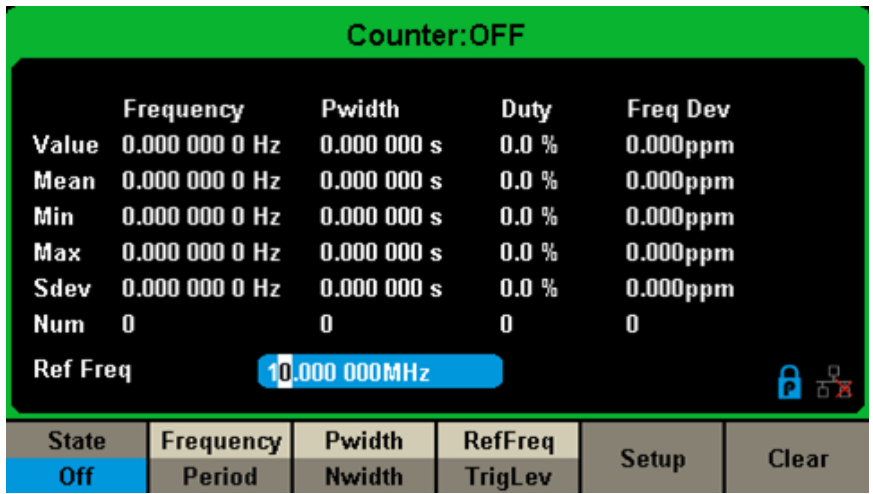 Counter:OFF
Frequency Pwidth Duty Freq Dev
Value 0.000 000 0 Hz 0.000 000 s 0.0 % 0.000ppm
Mean 0.000 000 0 Hz 0.000 000 s 0.0 % 0.000ppm
Min 0.000 000 0 Hz 0.000 000 s 0.0 % 0.000ppm
Max 0.000 000 0 Hz 0.000 000 s 0.0 % 0.000ppm
Sdev 0.000 000 0 Hz 0.000 000 s 0.0 % 0.000ppm
Num 0 0 0 0
Ref Freq 10.000 000MHz
P
State Frequency Pwidth RefFreq Setup Clear
Off Period Nwidth TrigLev